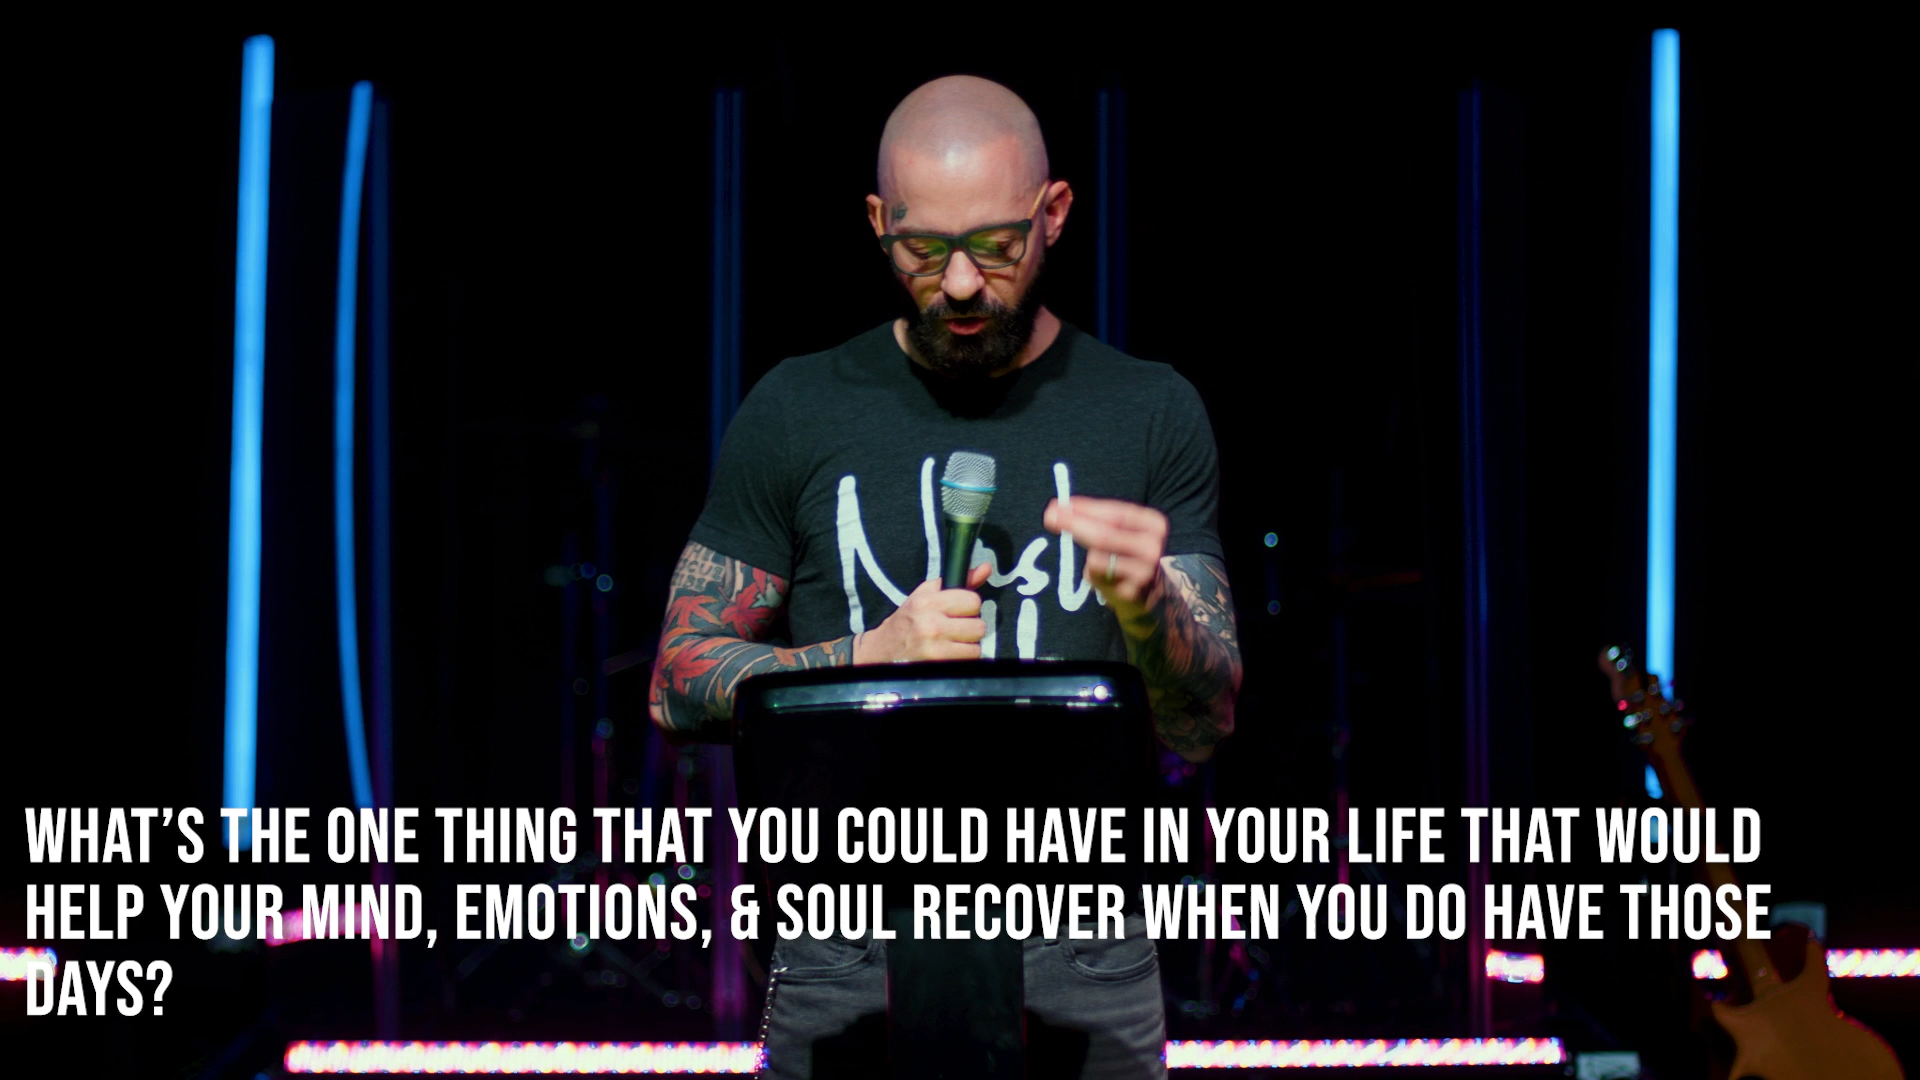 Nash
WHAT’S THE ONE THING THAT YOU COULD HAVE IN YOUR LIFE THAT WOULD
HELP YOUR MIND, EMOTIONS, & SOUL RECOVER WHEN YOU DO HAVE THOSE
DAYS?